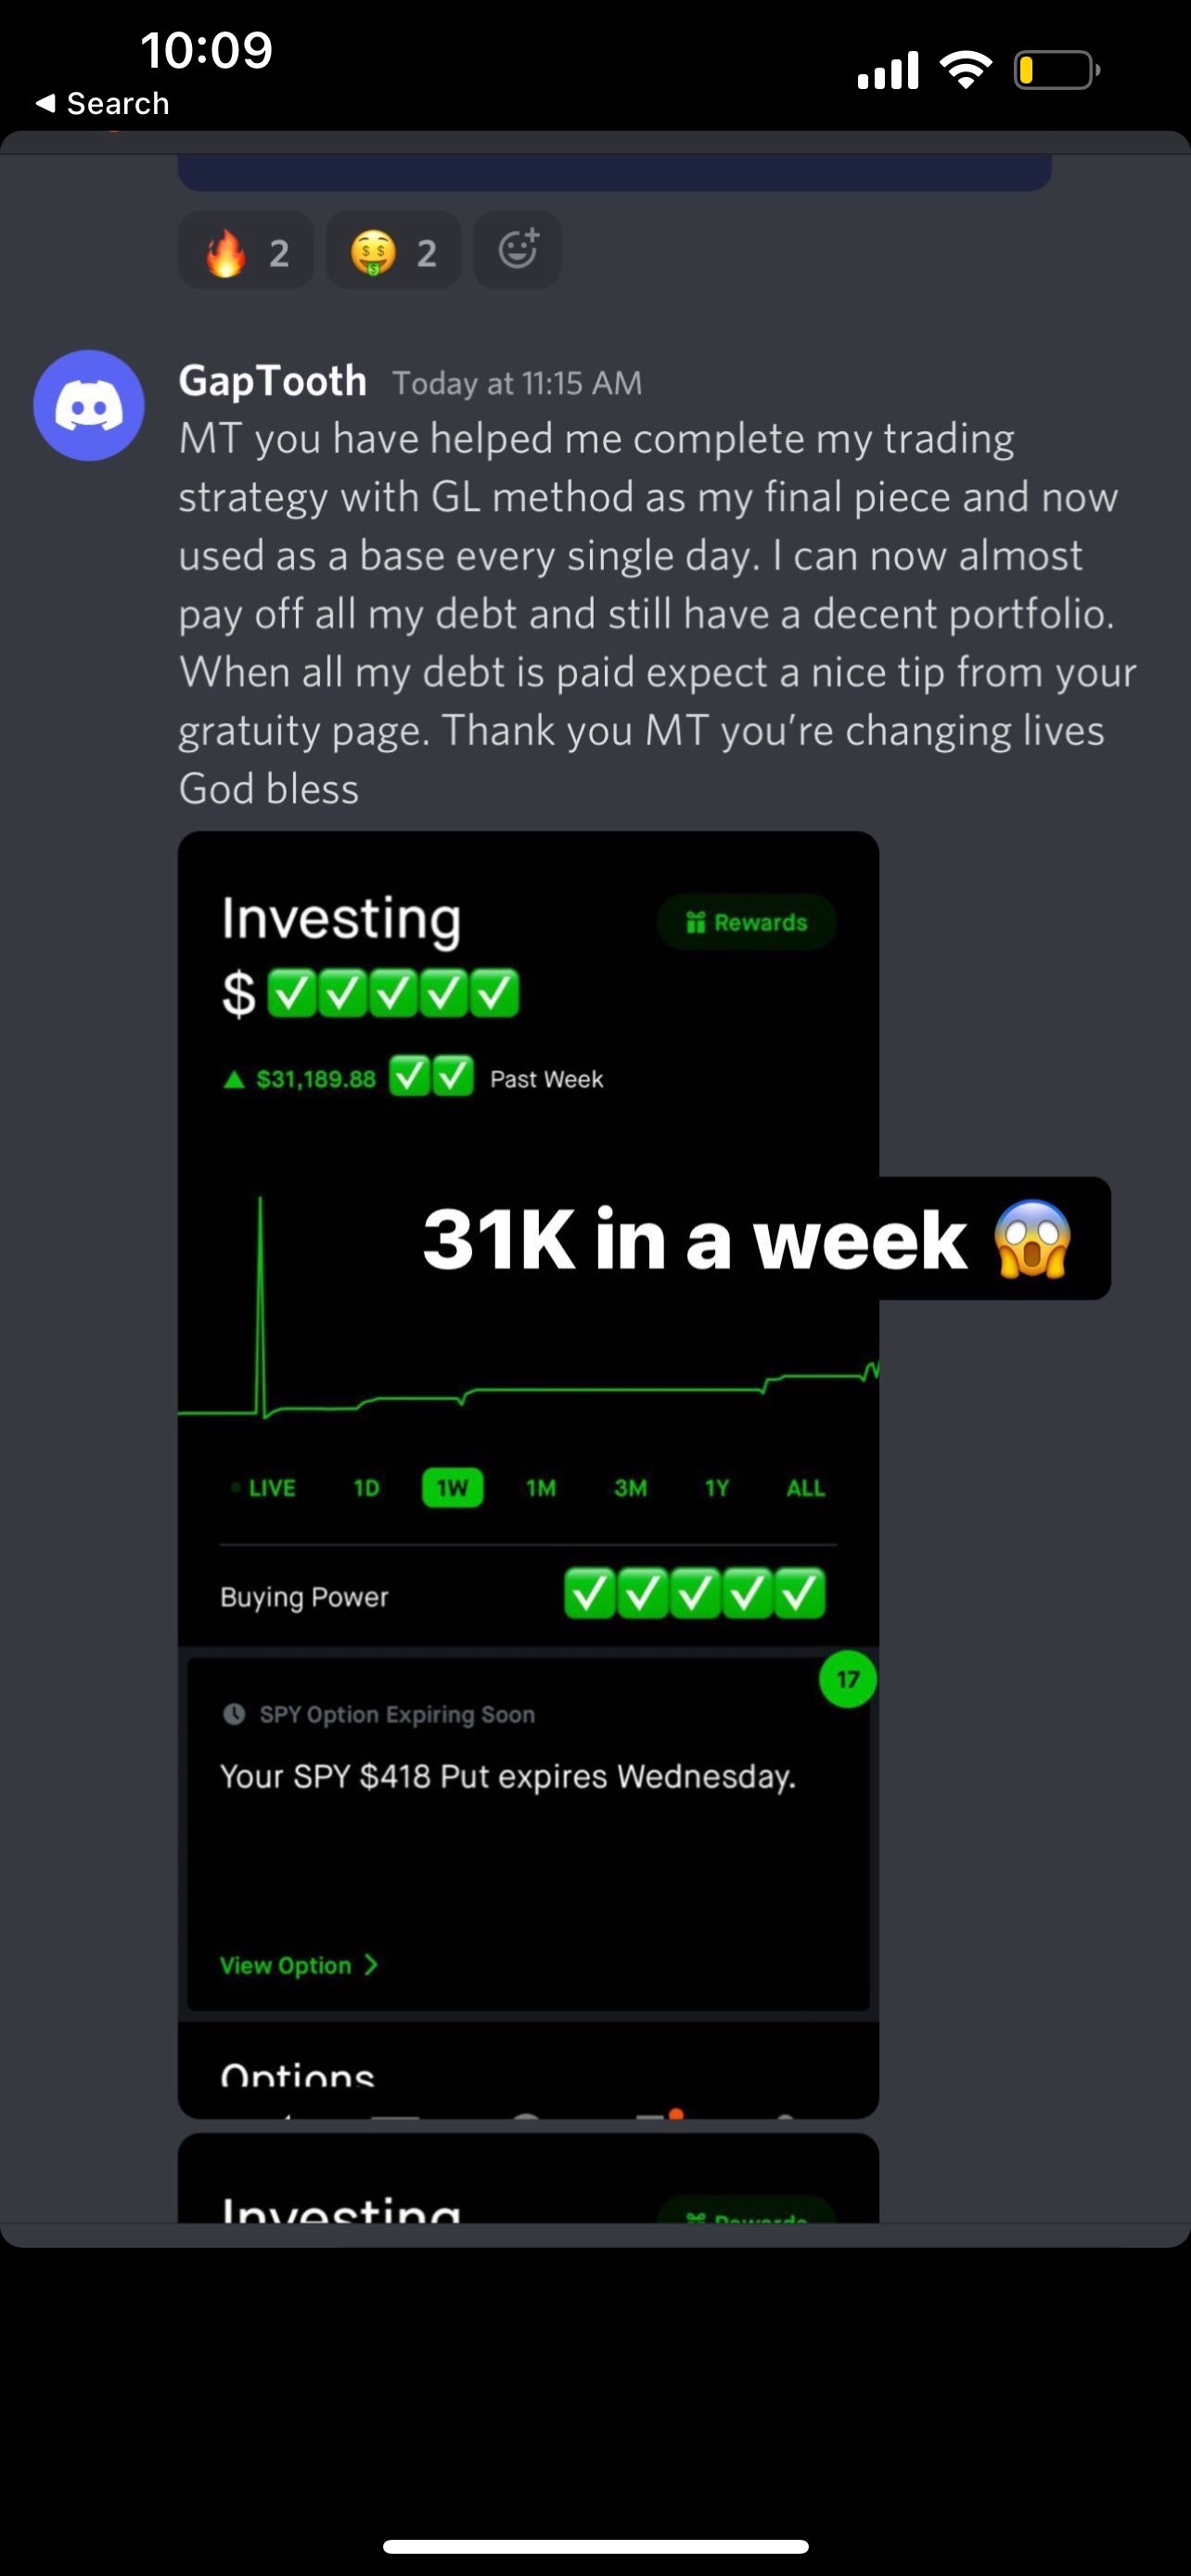 10:09
◀ Search
🔥 2 🤑 2
GapTooth Today at 11:15 AM
MT you have helped me complete my trading
strategy with GL method as my final piece and now
used as a base every single day. I can now almost
pay off all my debt and still have a decent portfolio.
When all my debt is paid expect a nice tip from your
gratuity page. Thank you MT you’re changing lives
God bless
Investing
Rewards
$ ✅✅✅✅✅
▲ $31,189.88 ✅✅ Past Week
31K in a week 😱
LIVE 1D 1W 1M 3M 1Y ALL
Buying Power ✅✅✅✅✅
17
SPY Option Expiring Soon
Your SPY $418 Put expires Wednesday.
View Option >
Options
Investing
Rewards